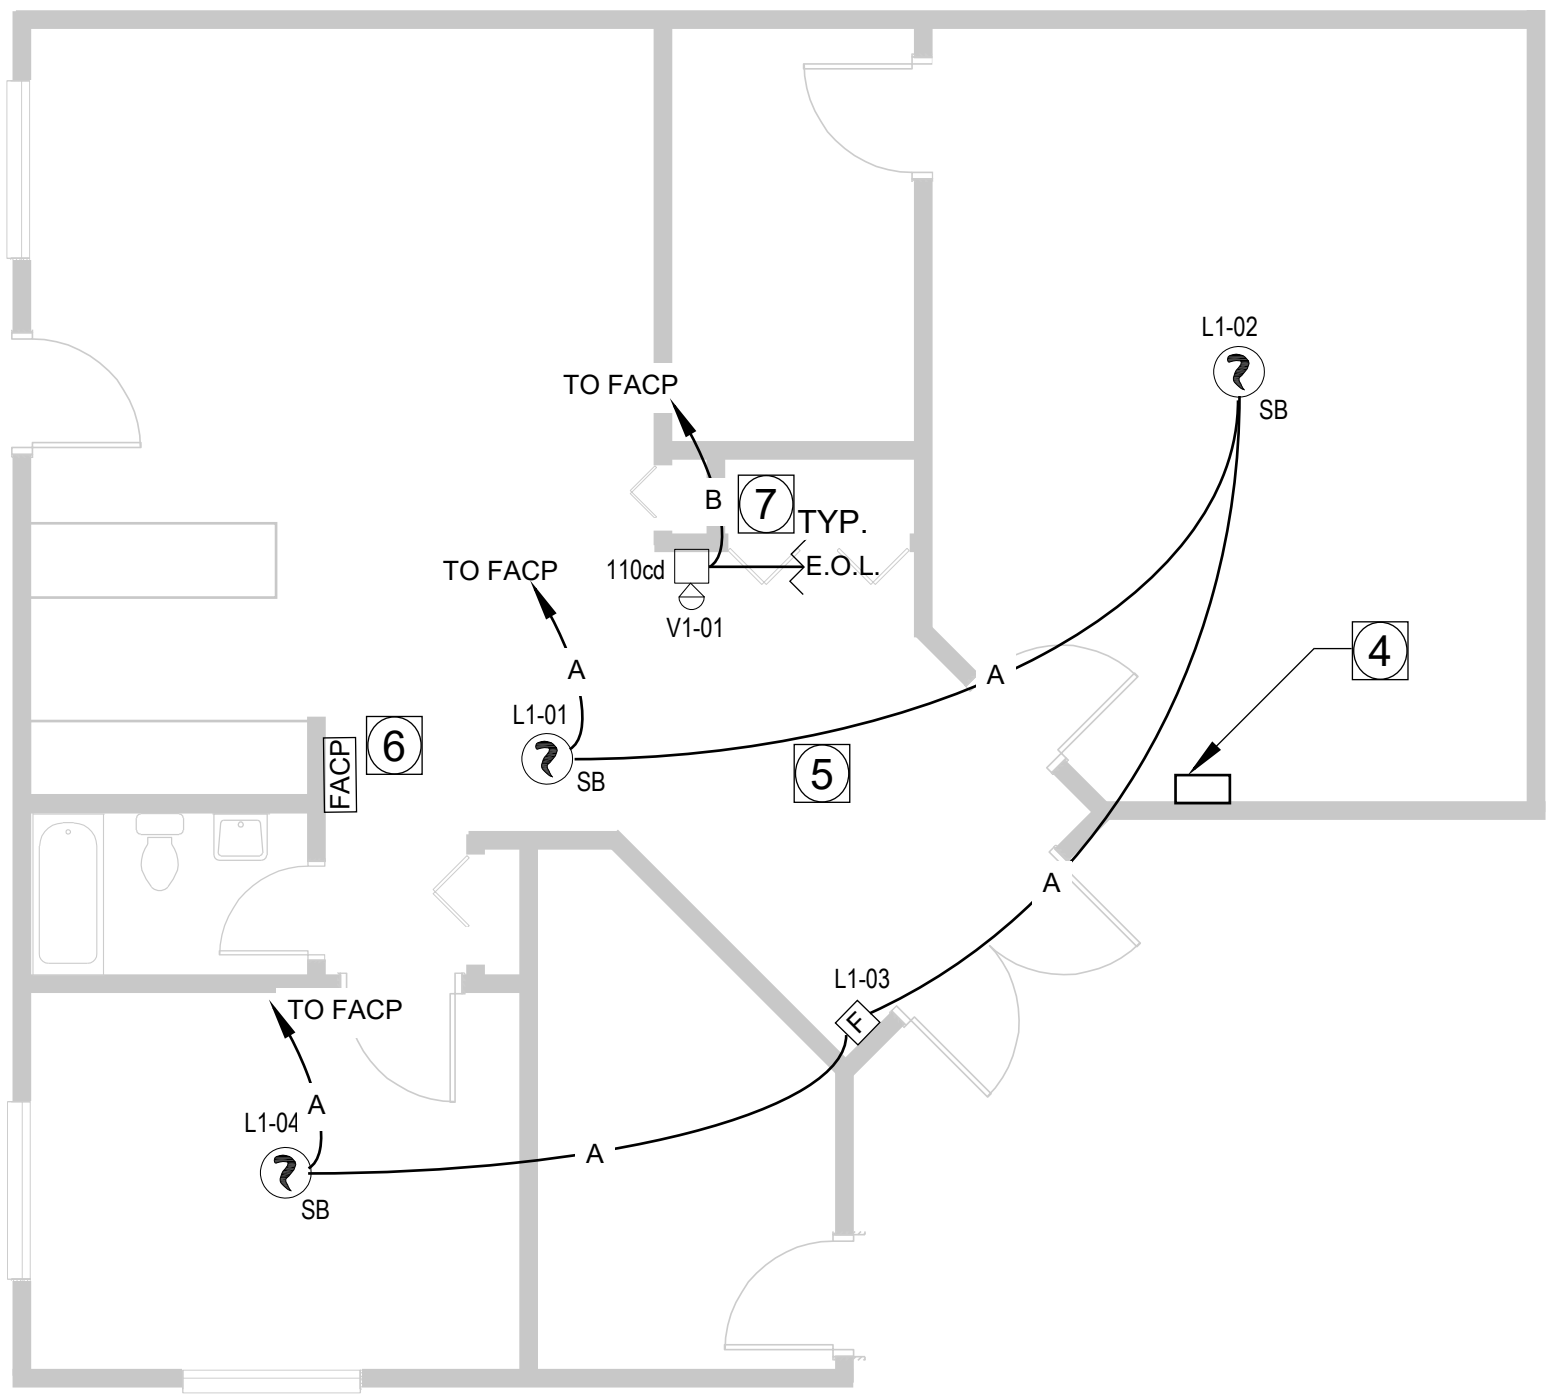 L1-02
SB
TO FACP
B
7
TYP.
110cd
E.O.L.
V1-01
TO FACP
A
A
4
L1-01
SB
FACP
6
5
A
L1-03
F
TO FACP
A
L1-04
SB
A